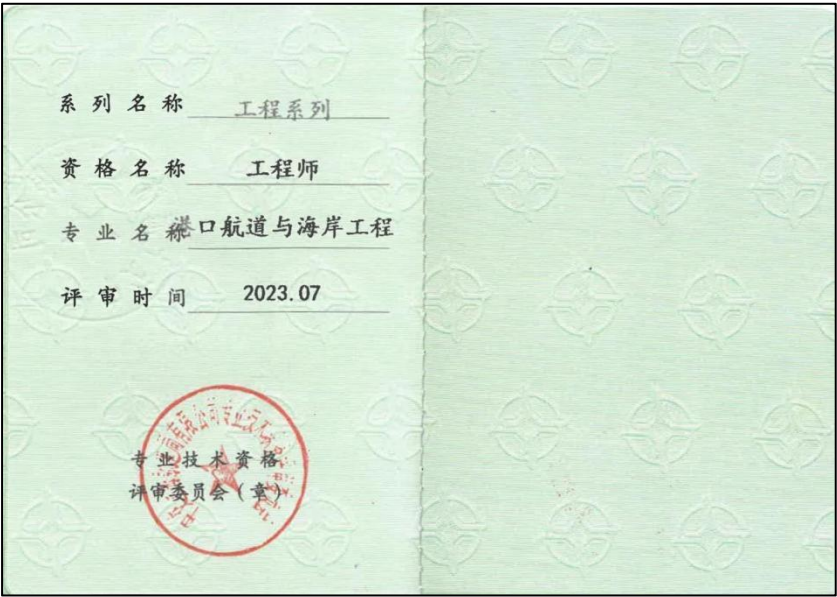 系列名称 工程系列
资格名称 工程师
专业名称 港口航道与海岸工程
评审时间 2023.07
专业技术资格
评审委员会（章）